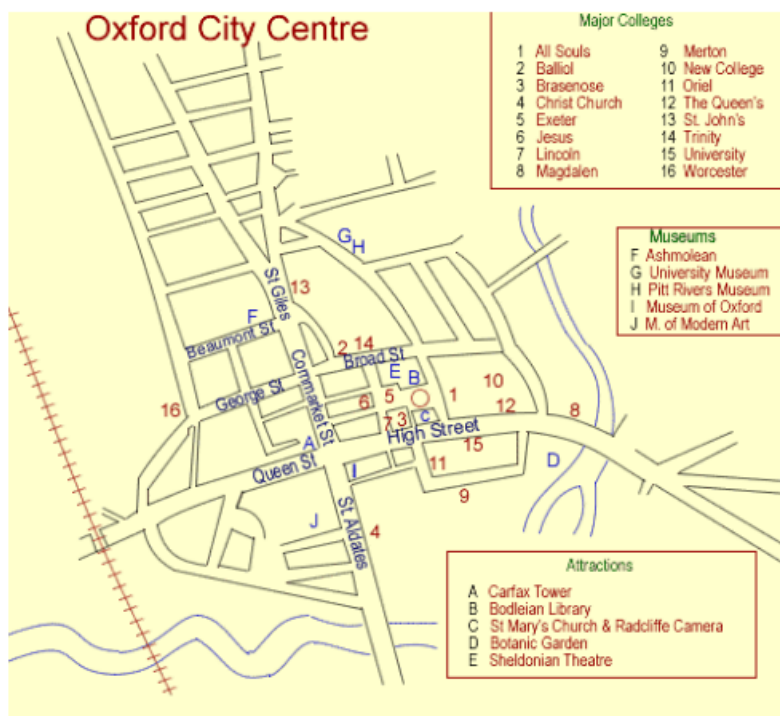 Oxford City Centre
Major Colleges
1 All Souls
2 Balliol
3 Brasenose
4 Christ Church
5 Exeter
6 Jesus
7 Lincoln
8 Magdalen
9 Merton
10 New College
11 Oriel
12 The Queen's
13 St. John's
14 Trinity
15 University
16 Worcester
Museums
F Ashmolean
G University Museum
H Pitt Rivers Museum
I Museum of Oxford
J M. of Modern Art
G
H
St Giles
13
F
Beaumont St
2
14
Broad St
Cornmarket St
E
B
10
George St
6
5
1
16
7
3
C
12
8
High Street
A
15
Queen St
I
11
D
9
J
St. Aldates
4
Attractions
A Carfax Tower
B Bodleian Library
C St Mary's Church & Radcliffe Camera
D Botanic Garden
E Sheldonian Theatre